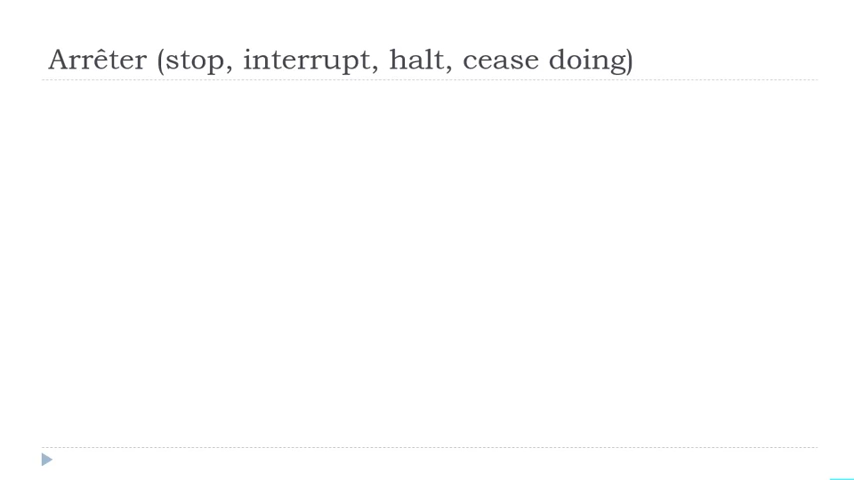 Arrêter (stop, interrupt, halt, cease doing)